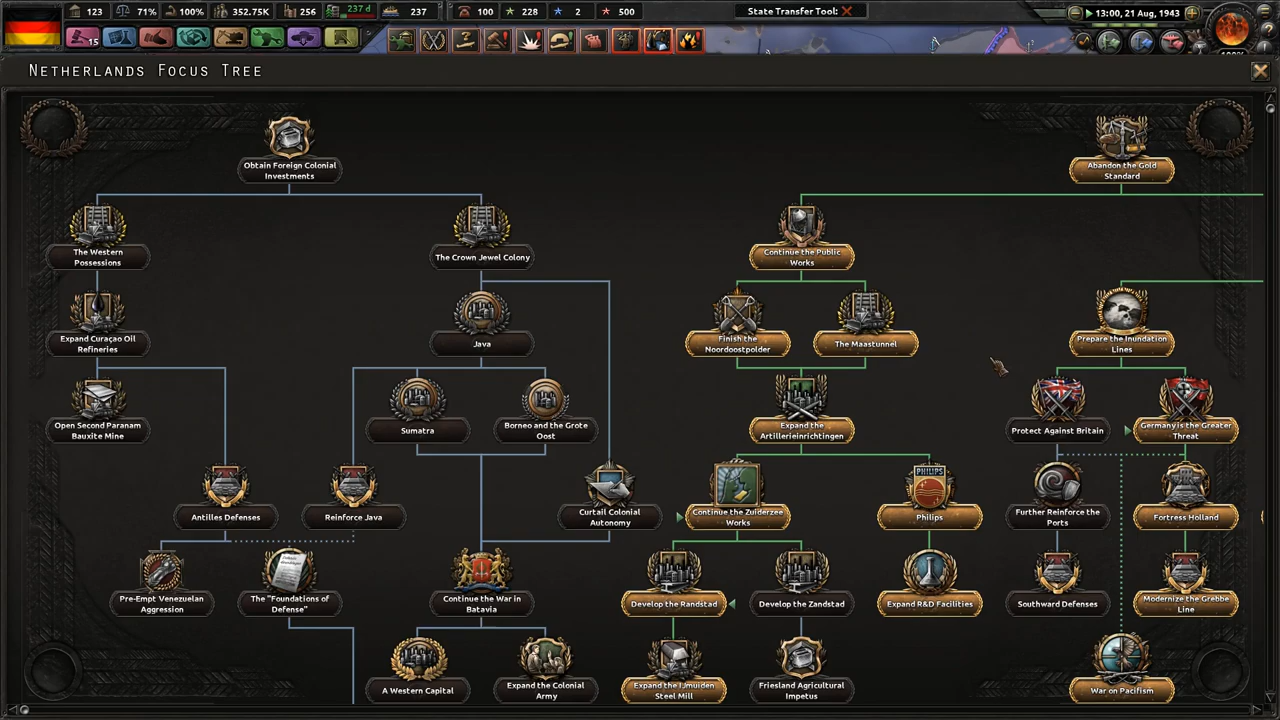 123
71%
100%
352.75K
256
237 d
237
100
228
2
500
State Transfer Tool:
13:00, 21 Aug, 1943
15
100%
Netherlands Focus Tree
Obtain Foreign Colonial
Investments
Abandon the Gold
Standard
The Western
Possessions
The Crown Jewel Colony
Continue the Public
Works
Expand Curaçao Oil
Refineries
Java
Finish the
Noordoostpolder
The Maastunnel
Prepare the Inundation
Lines
Open Second Paranam
Bauxite Mine
Sumatra
Borneo and the Grote
Oost
Expand the
Artillerieinrichtingen
Protect Against Britain
Germany is the Greater
Threat
Antilles Defenses
Reinforce Java
Curtail Colonial
Autonomy
Continue the Zuiderzee
Works
PHILIPS
Philips
Further Reinforce the
Ports
Fortress Holland
Pre-Empt Venezuelan
Aggression
The "Foundations of
Defense"
Continue the War in
Batavia
Develop the Randstad
Develop the Zandstad
Expand R&D Facilities
Southward Defenses
Modernize the Grebbe
Line
A Western Capital
Expand the Colonial
Army
Expand the IJmuiden
Steel Mill
Friesland Agricultural
Impetus
War on Pacifism